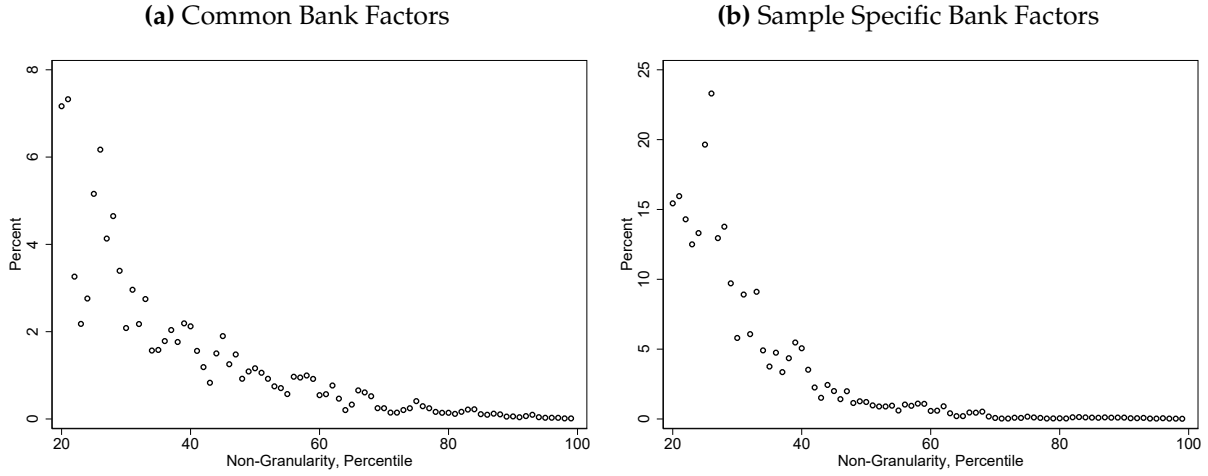 (a) Common Bank Factors
8
6
4
2
0
Percent
20 40 60 80 100
Non-Granularity, Percentile
(b) Sample Specific Bank Factors
25
20
15
10
5
0
Percent
20 40 60 80 100
Non-Granularity, Percentile